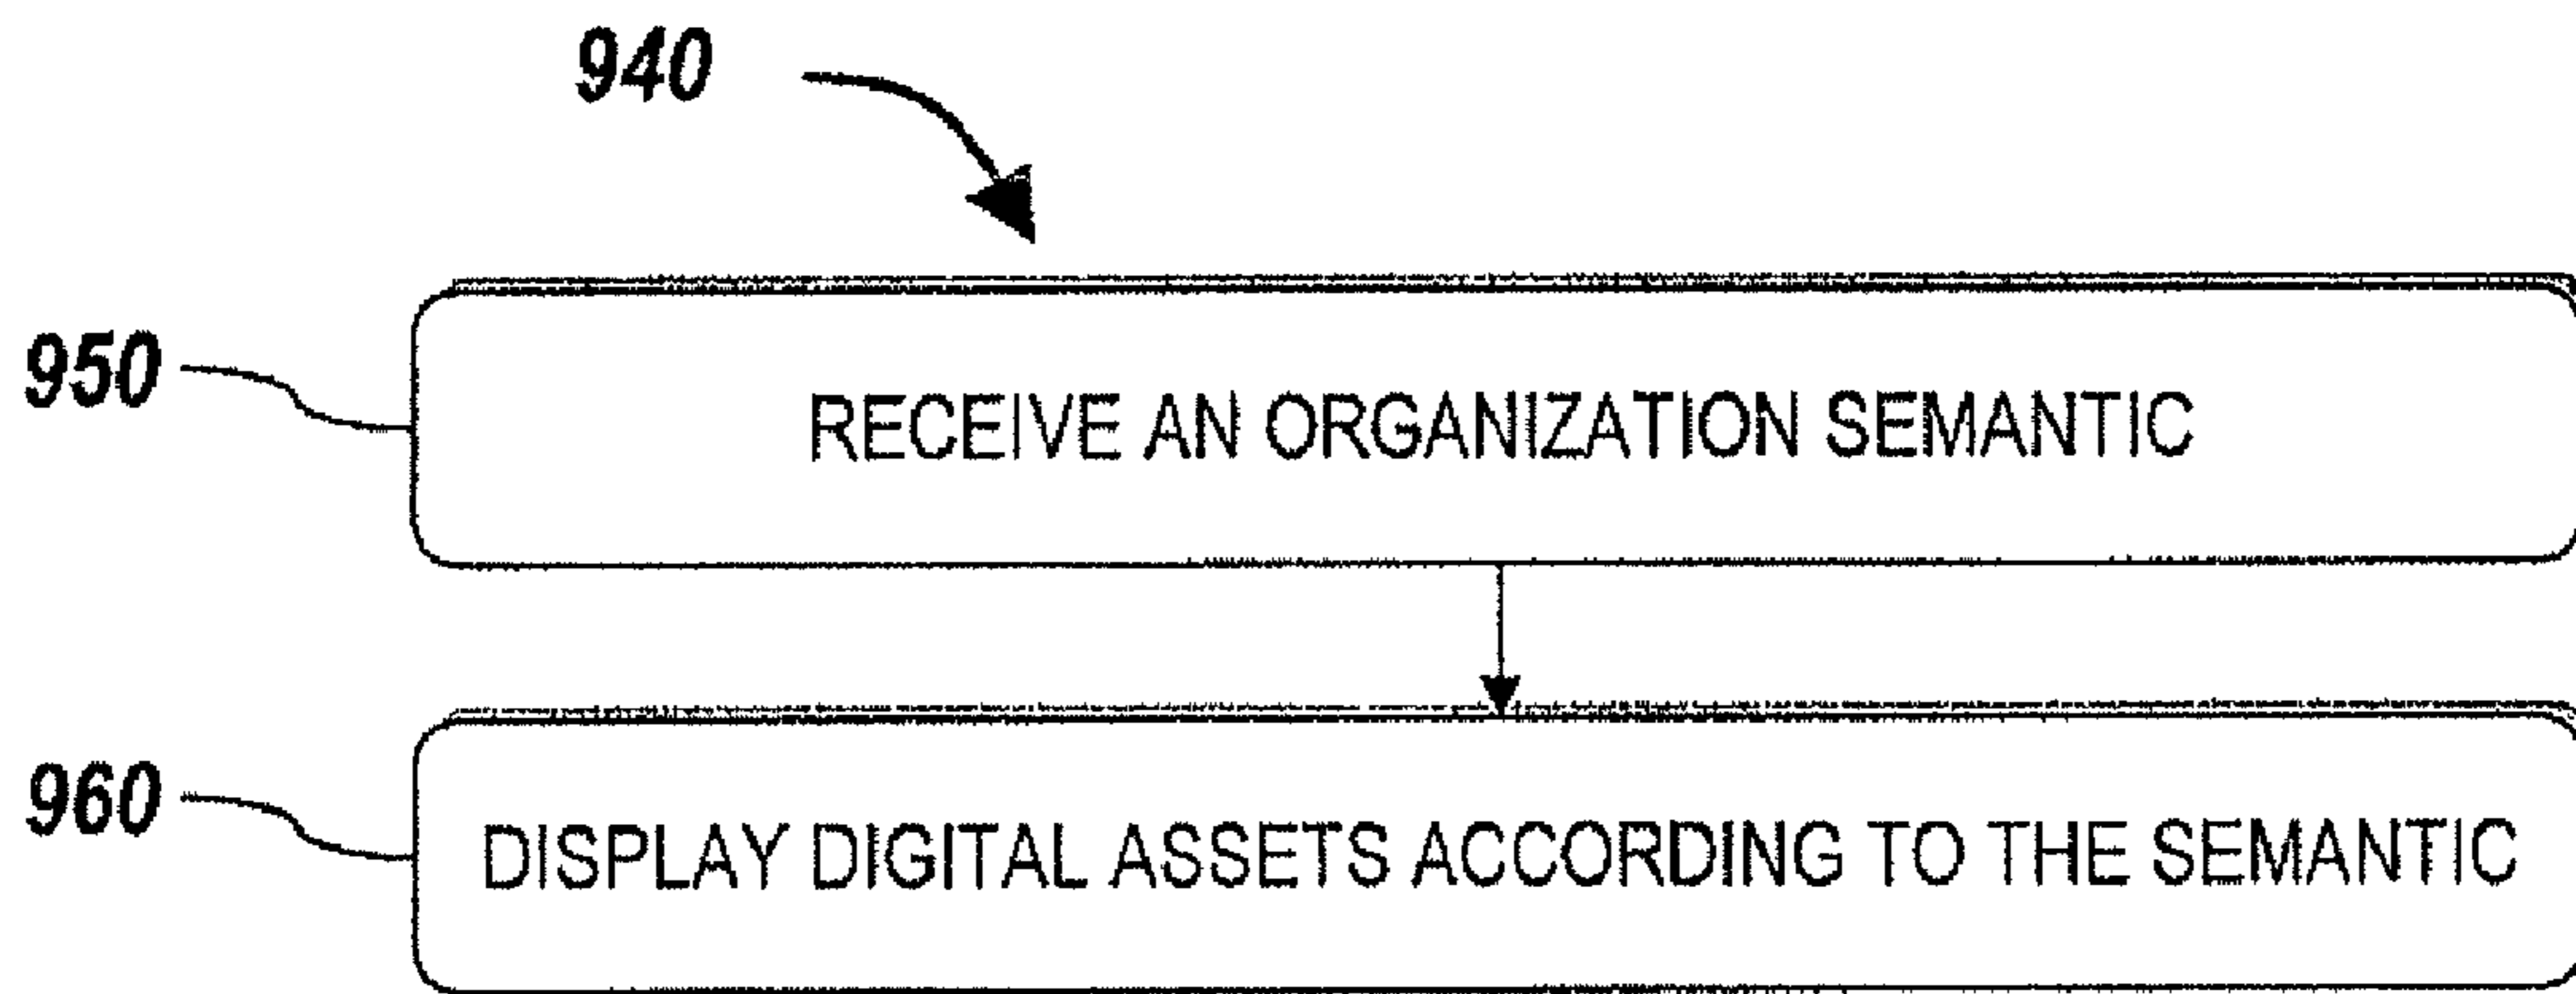 940
950
RECEIVE AN ORGANIZATION SEMANTIC
960
DISPLAY DIGITAL ASSETS ACCORDING TO THE SEMANTIC